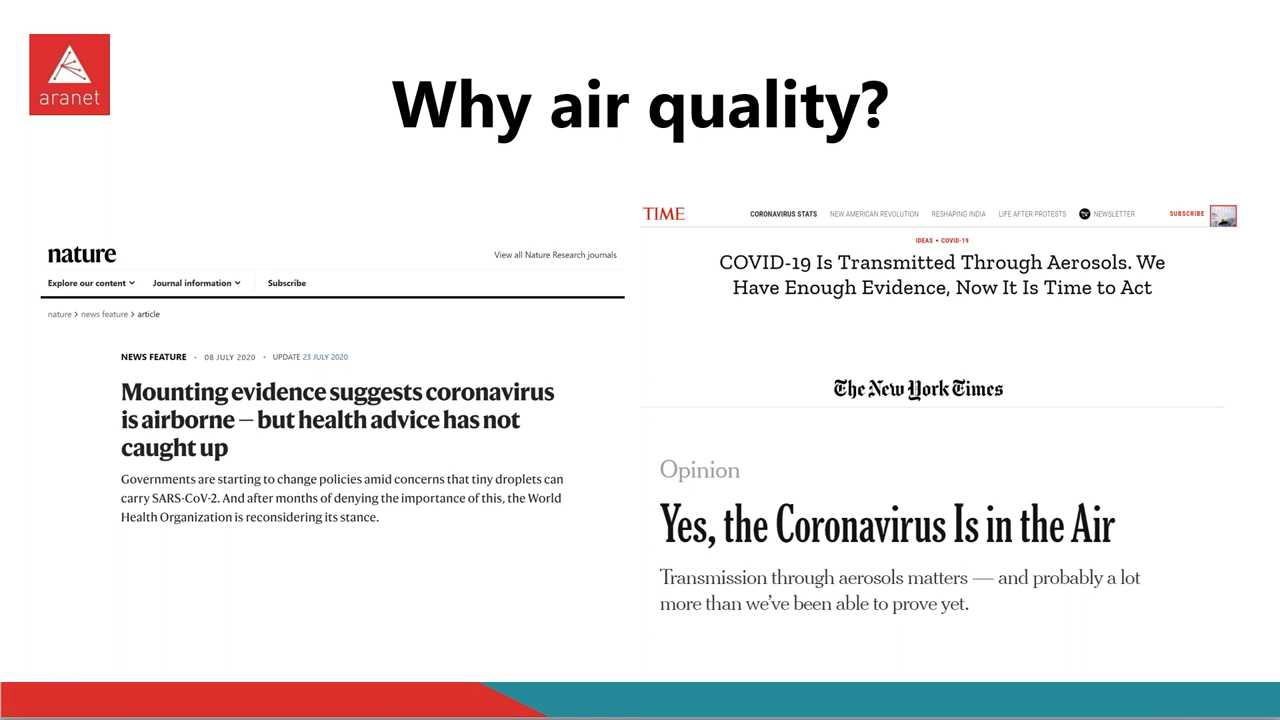 aranet
Why air quality?
nature
View all Nature Research journals
Explore our content Journal information Subscribe
nature > news feature > article
NEWS FEATURE · 08 JULY 2020 · UPDATE 23 JULY 2020
Mounting evidence suggests coronavirus
is airborne — but health advice has not
caught up
Governments are starting to change policies amid concerns that tiny droplets can
carry SARS-CoV-2. And after months of denying the importance of this, the World
Health Organization is reconsidering its stance.
TIME
CORONAVIRUS STATS NEW AMERICAN REVOLUTION RESHAPING INDIA LIFE AFTER PROTESTS NEWSLETTER SUBSCRIBE
IDEAS • COVID-19
COVID-19 Is Transmitted Through Aerosols. We
Have Enough Evidence, Now It Is Time to Act
The New York Times
Opinion
Yes, the Coronavirus Is in the Air
Transmission through aerosols matters — and probably a lot
more than we've been able to prove yet.